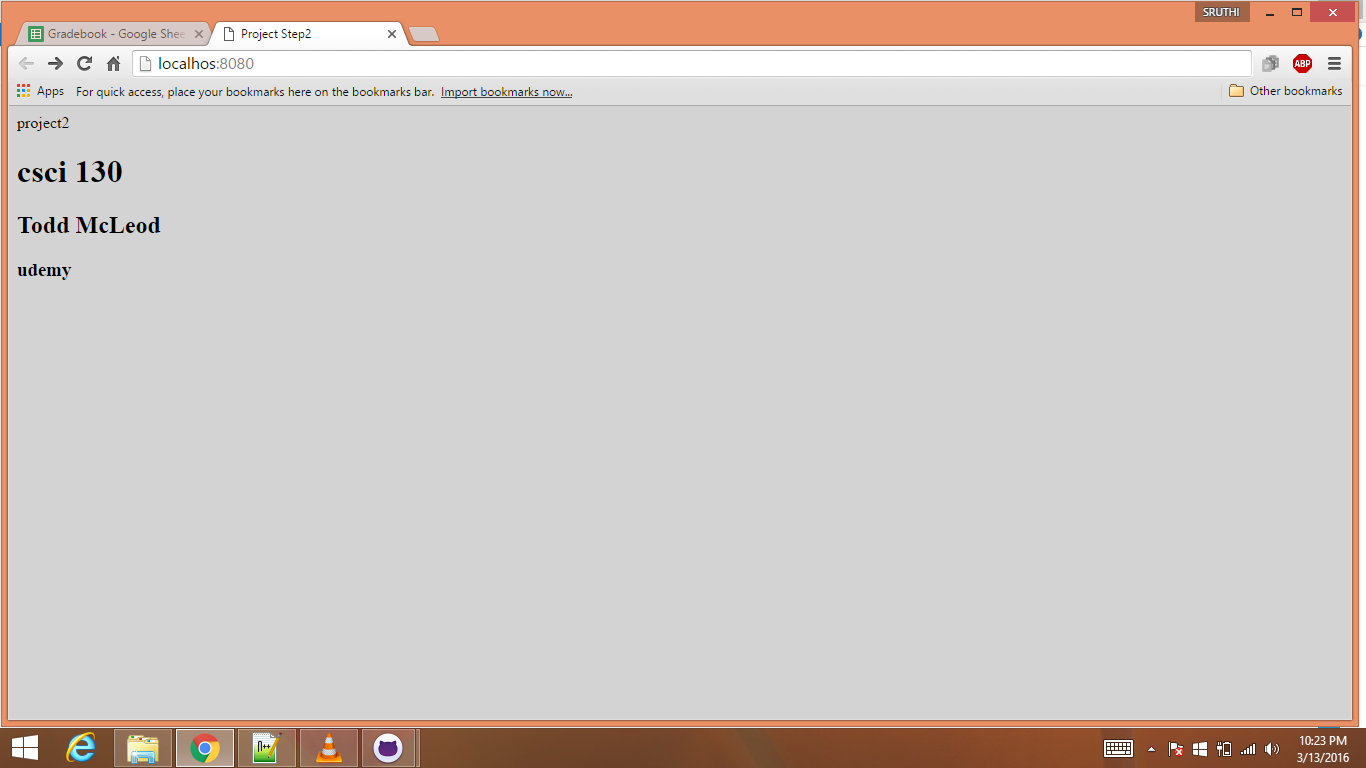 SRUTHI
Gradebook - Google Shee
Project Step2
localhos:8080
ABP
Apps For quick access, place your bookmarks here on the bookmarks bar. Import bookmarks now... Other bookmarks
project2
csci 130
Todd McLeod
udemy
10:23 PM
3/13/2016